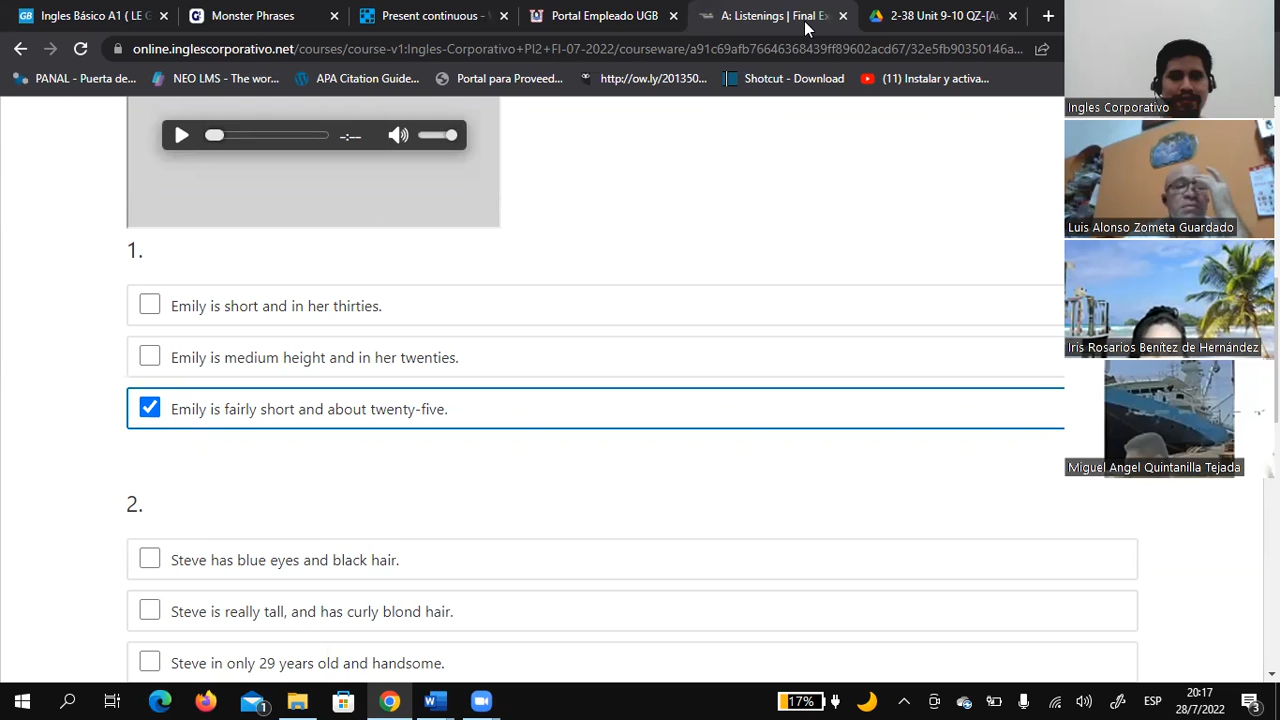 Ingles Básico A1 ( LE G
Monster Phrases
Present continuous - W
Portal Empleado UGB
A: Listenings | Final Ex
2-38 Unit 9-10 QZ-[Au
online.inglescorporativo.net/courses/course-v1:Ingles-Corporativo+PI2+FI-07-2022/courseware/a91c69afb76646368439ff89602acd67/32e5fb90350146a...
PANAL - Puerta de...
NEO LMS - The wor...
APA Citation Guide...
Portal para Proveed...
http://ow.ly/201350...
Shotcut - Download
(11) Instalar y activa...
Ingles Corporativo
Luis Alonso Zometa Guardado
Iris Rosarios Benítez de Hernández
Miguel Angel Quintanilla Tejada
-:--
1.
Emily is short and in her thirties.
Emily is medium height and in her twenties.
Emily is fairly short and about twenty-five.
2.
Steve has blue eyes and black hair.
Steve is really tall, and has curly blond hair.
Steve in only 29 years old and handsome.
17%
ESP
20:17
28/7/2022
1
3